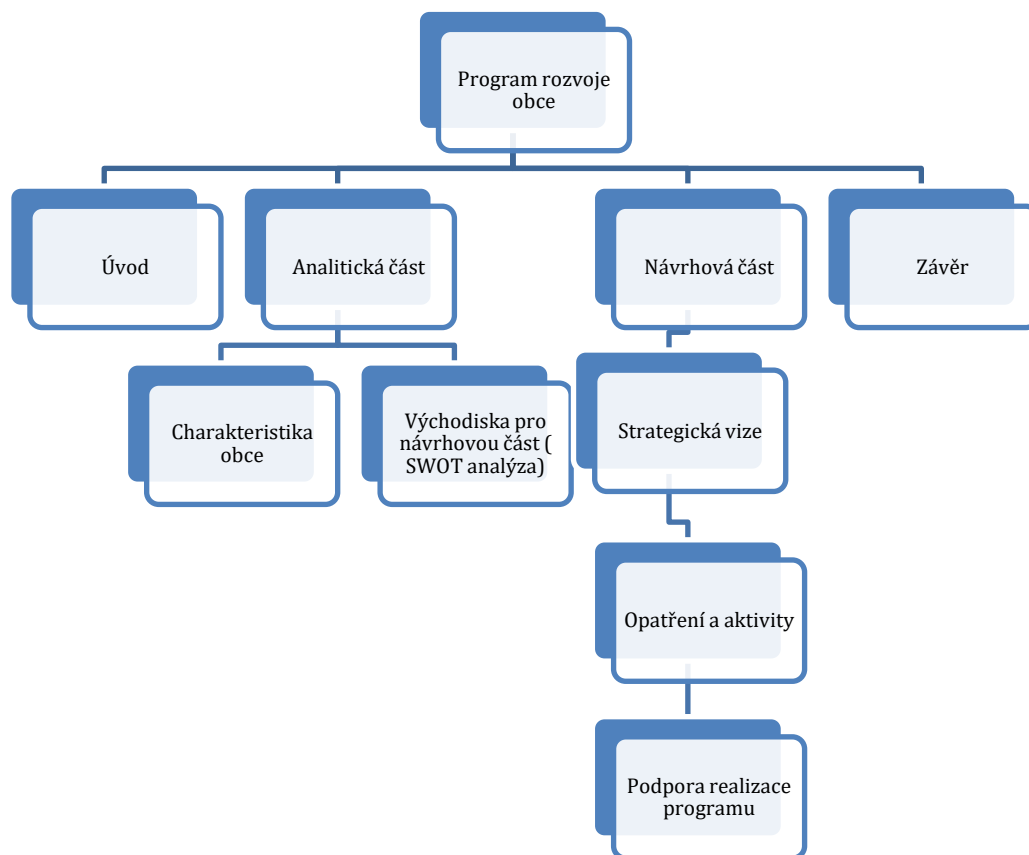 Program rozvoje
obce
Úvod
Analitická část
Návrhová část
Závěr
Charakteristika
obce
Východiska pro
návrhovou část (
SWOT analýza)
Strategická vize
Opatření a aktivity
Podpora realizace
programu